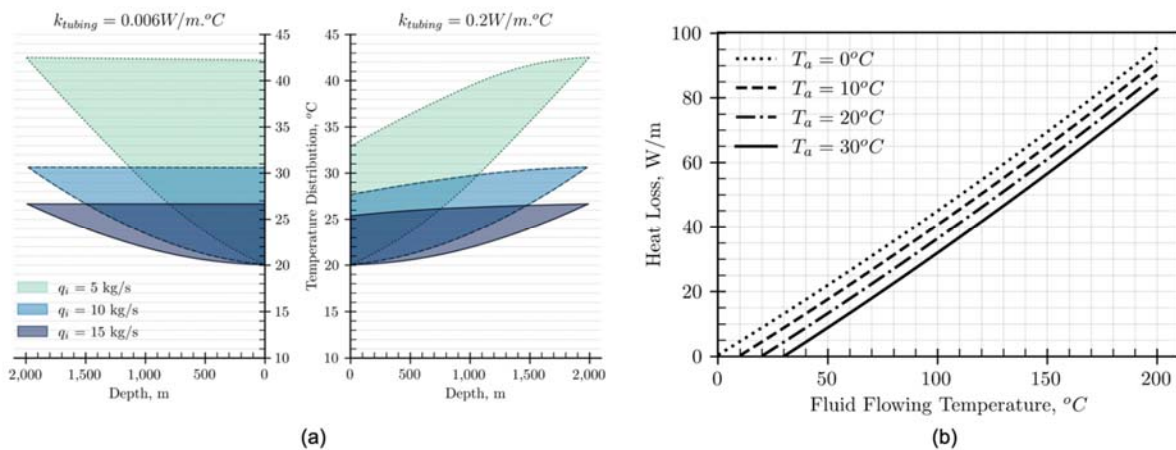 k_tubing = 0.006W/m.°C
k_tubing = 0.2W/m.°C
45
40
35
30
25
20
15
10
Temperature Distribution, °C
45
40
35
30
25
20
15
10
q_i = 5 kg/s
q_i = 10 kg/s
q_i = 15 kg/s
2,000
1,500
1,000
500
0
Depth, m
0
500
1,000
1,500
2,000
Depth, m
(a)
Heat Loss, W/m
100
80
60
40
20
0
T_a = 0°C
T_a = 10°C
T_a = 20°C
T_a = 30°C
0
50
100
150
200
Fluid Flowing Temperature, °C
(b)